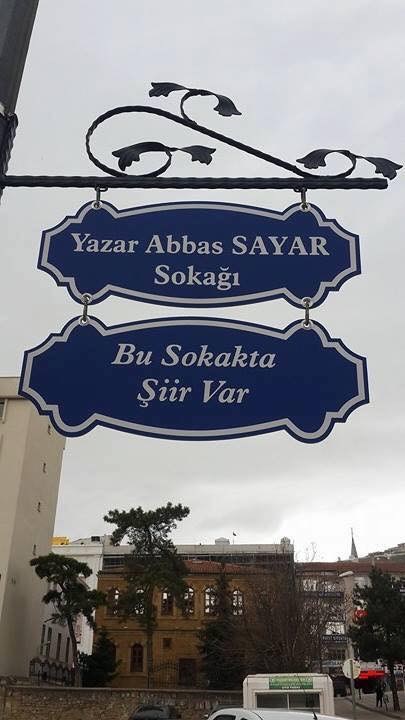 Yazar Abbas SAYAR
Sokağı
Bu Sokakta
Şiir Var